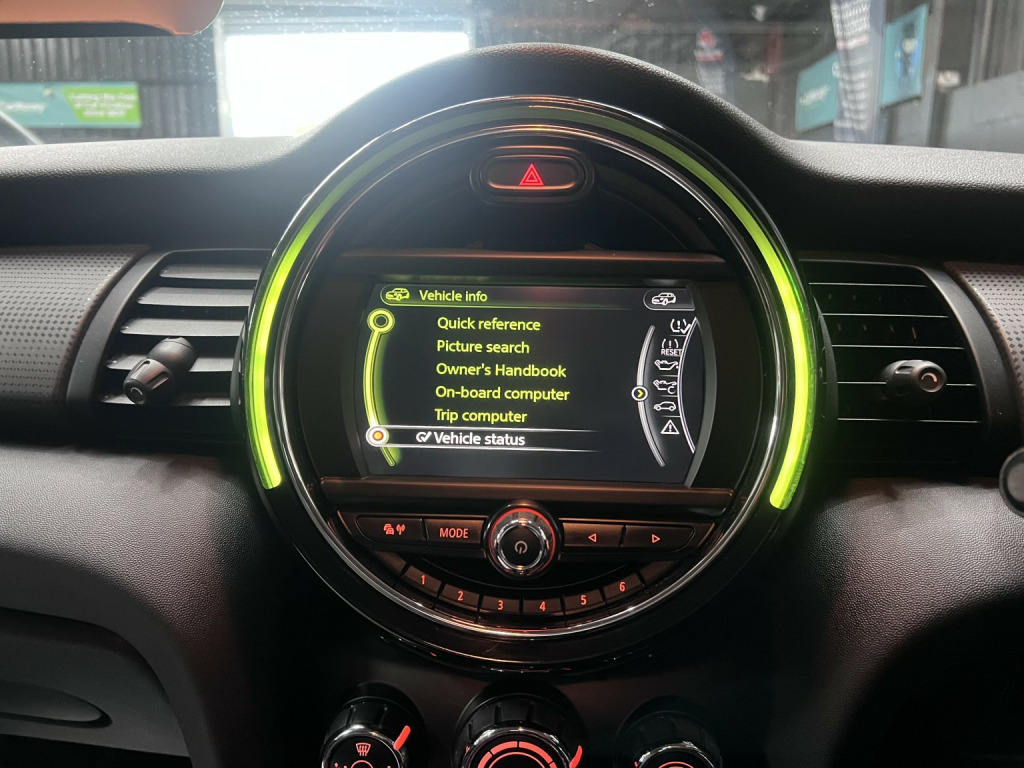 Vehicle info
Quick reference
Picture search
Owner's Handbook
On-board computer
Trip computer
Vehicle status
RESET
MODE
1
2
3
4
5
6